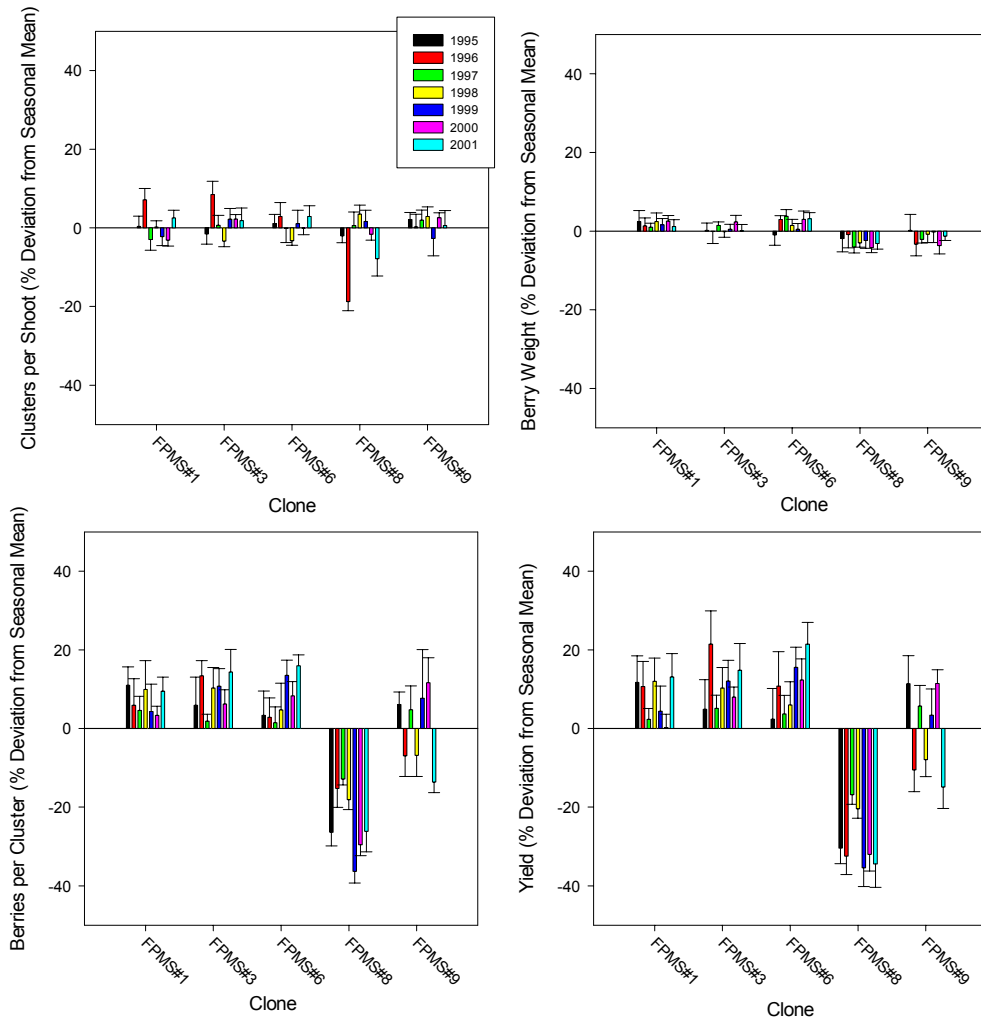 Clusters per Shoot (% Deviation from Seasonal Mean)
40
20
0
-20
-40
1995
1996
1997
1998
1999
2000
2001
FPMS#1
FPMS#3
FPMS#6
FPMS#8
FPMS#9
Clone
Berry Weight (% Deviation from Seasonal Mean)
40
20
0
-20
-40
FPMS#1
FPMS#3
FPMS#6
FPMS#8
FPMS#9
Clone
Berries per Cluster (% Deviation from Seasonal Mean)
40
20
0
-20
-40
FPMS#1
FPMS#3
FPMS#6
FPMS#8
FPMS#9
Clone
Yield (% Deviation from Seasonal Mean)
40
20
0
-20
-40
FPMS#1
FPMS#3
FPMS#6
FPMS#8
FPMS#9
Clone